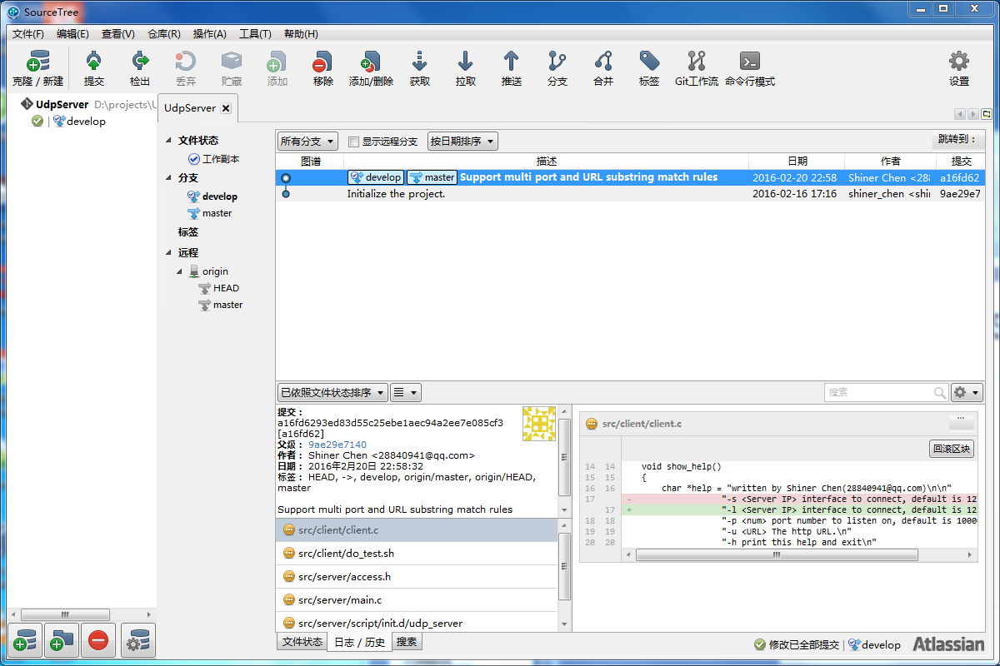 SourceTree
文件(F) 编辑(E) 查看(V) 仓库(R) 操作(A) 工具(T) 帮助(H)
克隆 / 新建 提交 检出 丢弃 贮藏 添加 移除 添加/删除 获取 拉取 推送 分支 合并 标签 Git工作流 命令行模式 设置
UdpServer D:\projects\U
develop
UdpServer
文件状态
工作副本
分支
develop
master
标签
远程
origin
HEAD
master
所有分支 显示远程分支 按日期排序 跳转到：
图谱 描述 日期 作者 提交
develop master Support multi port and URL substring match rules 2016-02-20 22:58 Shiner Chen <28 a16fd62
Initialize the project. 2016-02-16 17:16 shiner_chen <shi 9ae29e7
已依照文件状态排序 搜索
提交：
a16fd6293ed83d55c25ebe1aec94a2ee7e085cf3
[a16fd62]
父级： 9ae29e7140
作者： Shiner Chen <28840941@qq.com>
日期： 2016年2月20日 22:58:32
标签： HEAD, ->, develop, origin/master, origin/HEAD,
master
Support multi port and URL substring match rules
src/client/client.c
src/client/do_test.sh
src/server/access.h
src/server/main.c
src/server/script/init.d/udp_server
src/client/client.c
回滚区块
14 14 void show_help()
15 15 {
16 16 char *help = "written by Shiner Chen(28840941@qq.com)\n\n"
17 - "-s <Server IP> interface to connect, default is 12
17 + "-l <Server IP> interface to connect, default is 12
18 18 "-p <num> port number to listen on, default is 1000
19 19 "-u <URL> The http URL.\n"
20 20 "-h print this help and exit\n"
文件状态 日志 / 历史 搜索
修改已全部提交 develop Atlassian